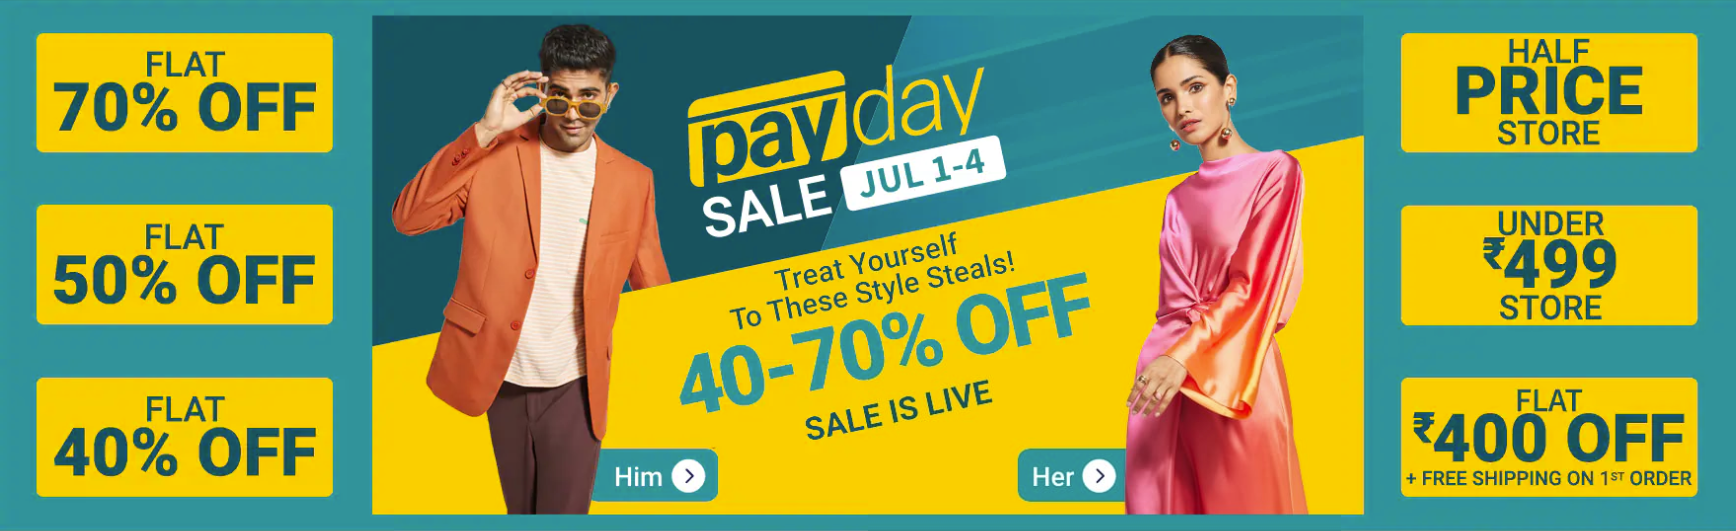 FLAT
70% OFF
FLAT
50% OFF
FLAT
40% OFF
payday
SALE JUL 1-4
Treat Yourself
To These Style Steals!
40-70% OFF
SALE IS LIVE
Him
Her
HALF
PRICE
STORE
UNDER
₹499
STORE
FLAT
₹400 OFF
+ FREE SHIPPING ON 1ST ORDER